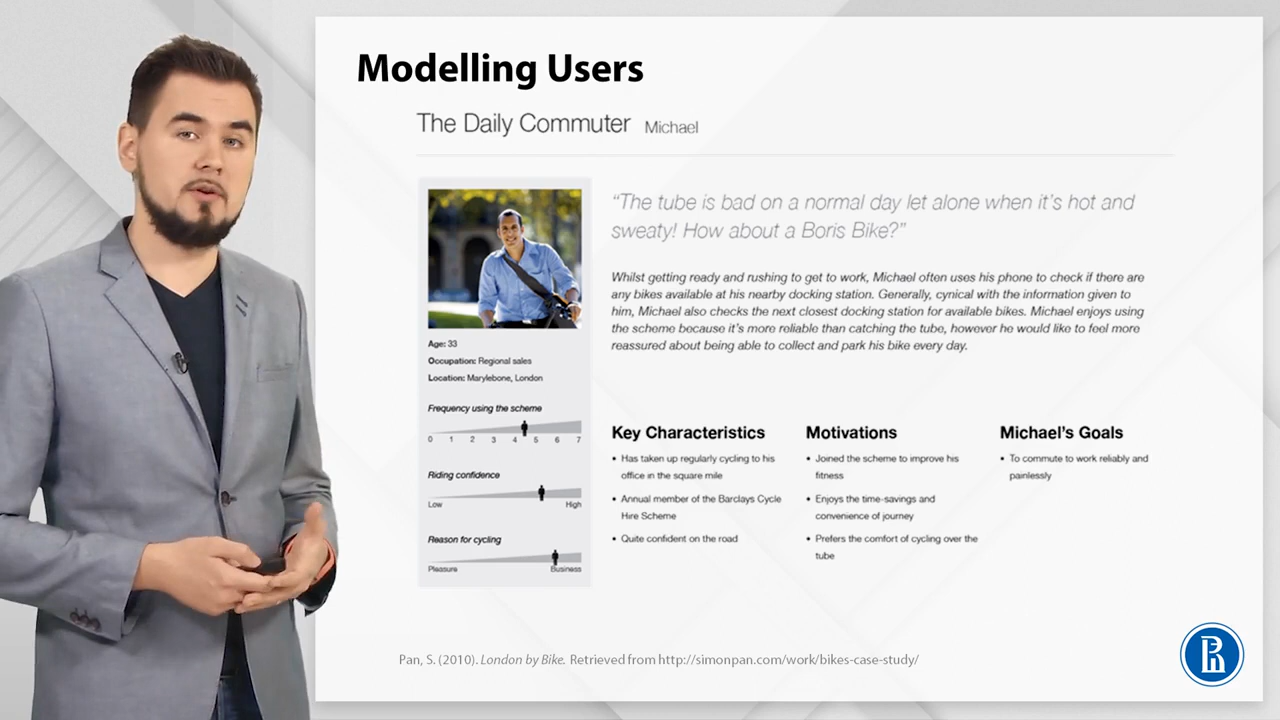 Modelling Users
The Daily Commuter Michael
“The tube is bad on a normal day let alone when it’s hot and
sweaty! How about a Boris Bike?”
Whilst getting ready and rushing to get to work, Michael often uses his phone to check if there are
any bikes available at his nearby docking station. Generally, cynical with the information given to
him, Michael also checks the next closest docking station for available bikes. Michael enjoys using
the scheme because it’s more reliable than catching the tube, however he would like to feel more
reassured about being able to collect and park his bike every day.
Age: 33
Occupation: Regional sales
Location: Marylebone, London
Frequency using the scheme
0 1 2 3 4 5 6 7
Riding confidence
Low High
Reason for cycling
Pleasure Business
Key Characteristics
• Has taken up regularly cycling to his
office in the square mile
• Annual member of the Barclays Cycle
Hire Scheme
• Quite confident on the road
Motivations
• Joined the scheme to improve his
fitness
• Enjoys the time-savings and
convenience of journey
• Prefers the comfort of cycling over the
tube
Michael’s Goals
• To commute to work reliably and
painlessly
Pan, S. (2010). London by Bike. Retrieved from http://simonpan.com/work/bikes-case-study/